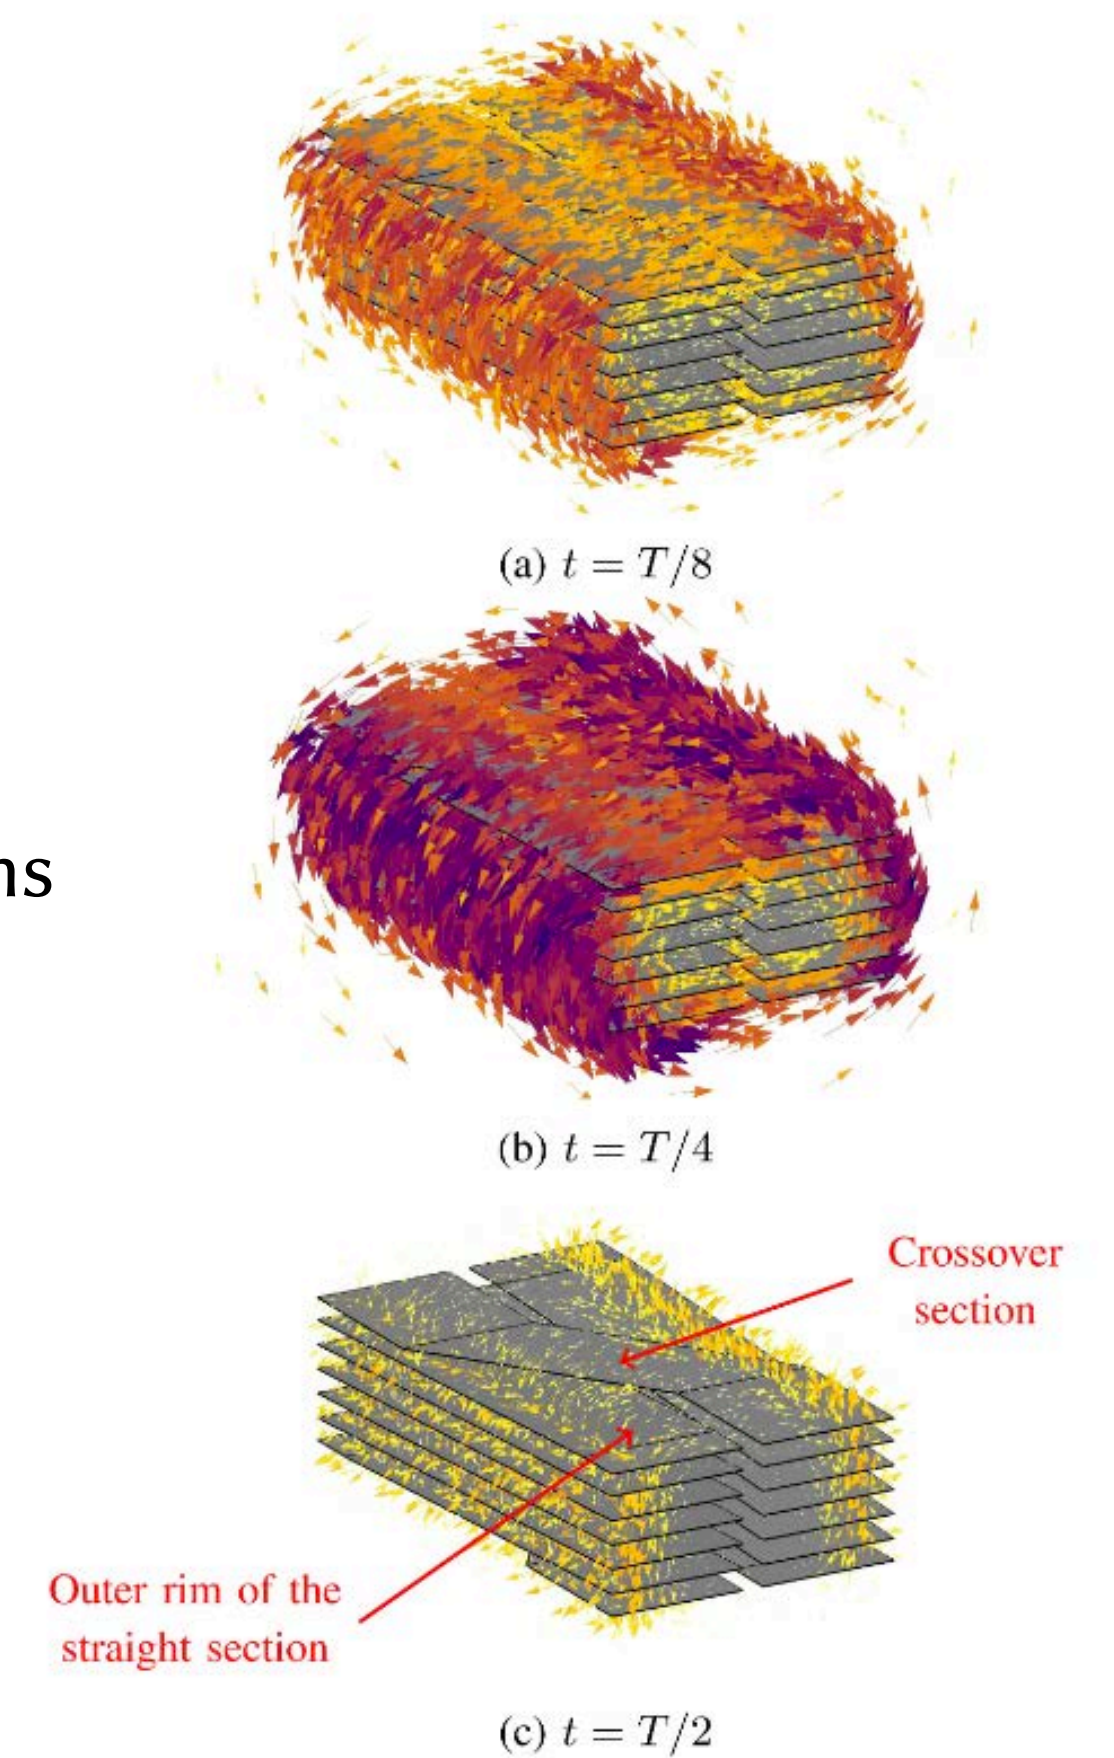 (a) t = T/8
ns
(b) t = T/4
Crossover
section
Outer rim of the
straight section
(c) t = T/2